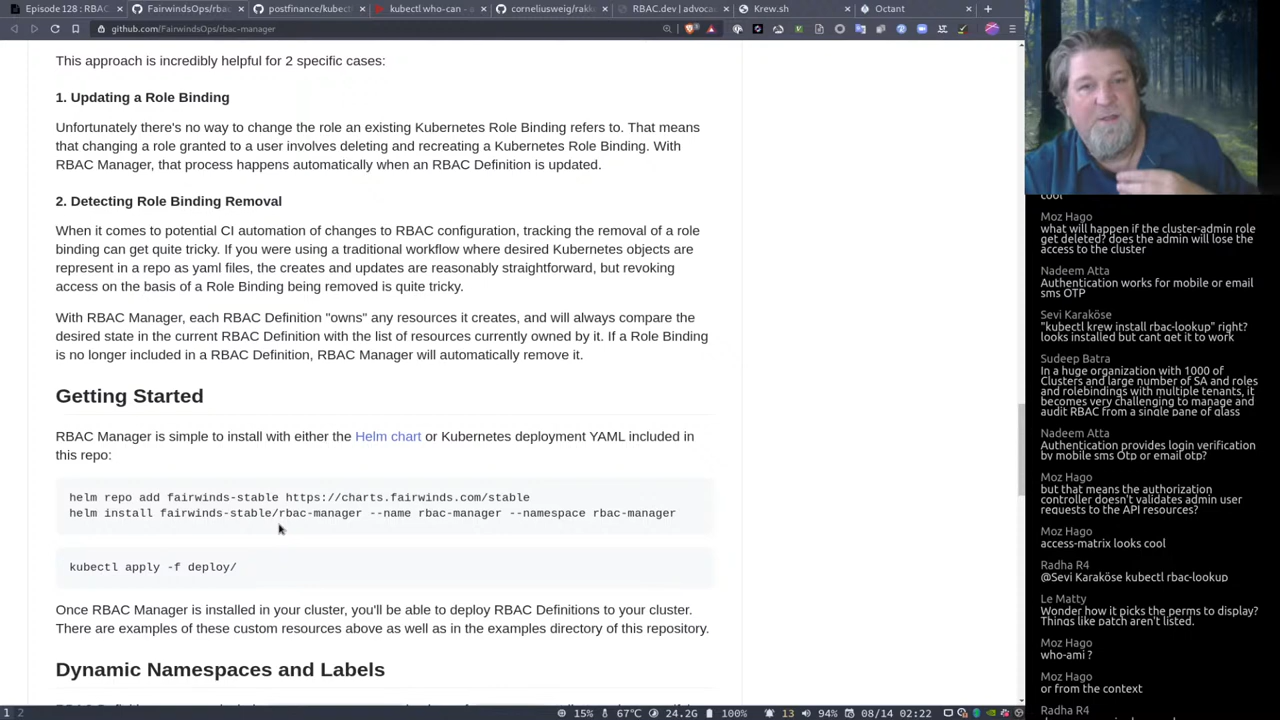 Episode 128 : RBAC
FairwindsOps/rba
postfinance/kubect
kubectl who-can -
corneliusweig/rakk
RBAC.dev | advoca
Krew.sh
Octant
github.com/FairwindsOps/rbac-manager
This approach is incredibly helpful for 2 specific cases:
1. Updating a Role Binding
Unfortunately there's no way to change the role an existing Kubernetes Role Binding refers to. That means
that changing a role granted to a user involves deleting and recreating a Kubernetes Role Binding. With
RBAC Manager, that process happens automatically when an RBAC Definition is updated.
2. Detecting Role Binding Removal
When it comes to potential CI automation of changes to RBAC configuration, tracking the removal of a role
binding can get quite tricky. If you were using a traditional workflow where desired Kubernetes objects are
represent in a repo as yaml files, the creates and updates are reasonably straightforward, but revoking
access on the basis of a Role Binding being removed is quite tricky.
With RBAC Manager, each RBAC Definition "owns" any resources it creates, and will always compare the
desired state in the current RBAC Definition with the list of resources currently owned by it. If a Role Binding
is no longer included in a RBAC Definition, RBAC Manager will automatically remove it.
Getting Started
RBAC Manager is simple to install with either the Helm chart or Kubernetes deployment YAML included in
this repo:
helm repo add fairwinds-stable https://charts.fairwinds.com/stable
helm install fairwinds-stable/rbac-manager --name rbac-manager --namespace rbac-manager
kubectl apply -f deploy/
Once RBAC Manager is installed in your cluster, you'll be able to deploy RBAC Definitions to your cluster.
There are examples of these custom resources above as well as in the examples directory of this repository.
Dynamic Namespaces and Labels
cool
Moz Hago
what will happen if the cluster-admin role
get deleted? does the admin will lose the
access to the cluster
Nadeem Atta
Authentication works for mobile or email
sms OTP
Sevi Karaköse
"kubectl krew install rbac-lookup" right?
looks installed but cant get it to work
Sudeep Batra
In a huge organization with 1000 of
Clusters and large number of SA and roles
and rolebindings with multiple tenants, it
becomes very challenging to manage and
audit RBAC from a single pane of glass
Nadeem Atta
Authentication provides login verification
by mobile sms Otp or email otp?
Moz Hago
but that means the authorization
controller doesn't validates admin user
requests to the API resources?
Moz Hago
access-matrix looks cool
Radha R4
@Sevi Karaköse kubectl rbac-lookup
Le Matty
Wonder how it picks the perms to display?
Things like patch aren't listed.
Moz Hago
who-ami ?
Moz Hago
or from the context
Radha R4
1 2
15% 67°C 24.2G 100% 13 94% 08/14 02:22